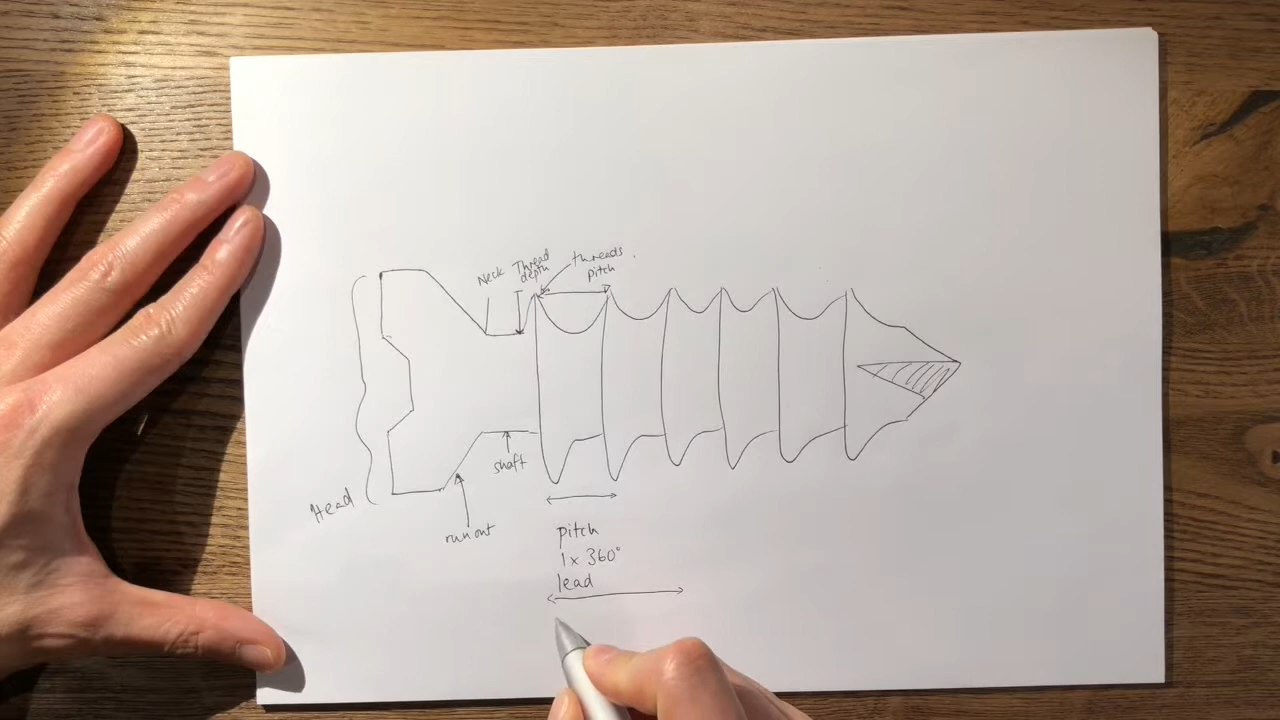 Neck
Thread
depth
threads
pitch
Head
shaft
run out
pitch
1 x 360°
lead